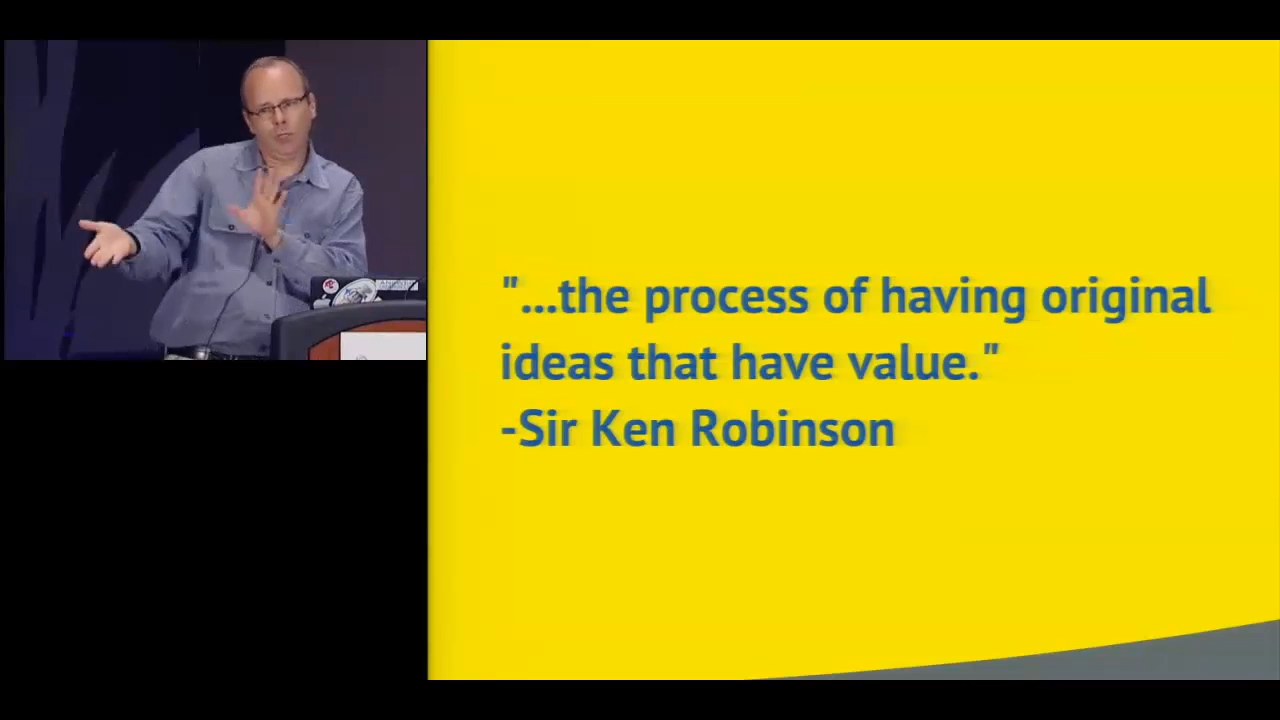 "...the process of having original
ideas that have value."
-Sir Ken Robinson